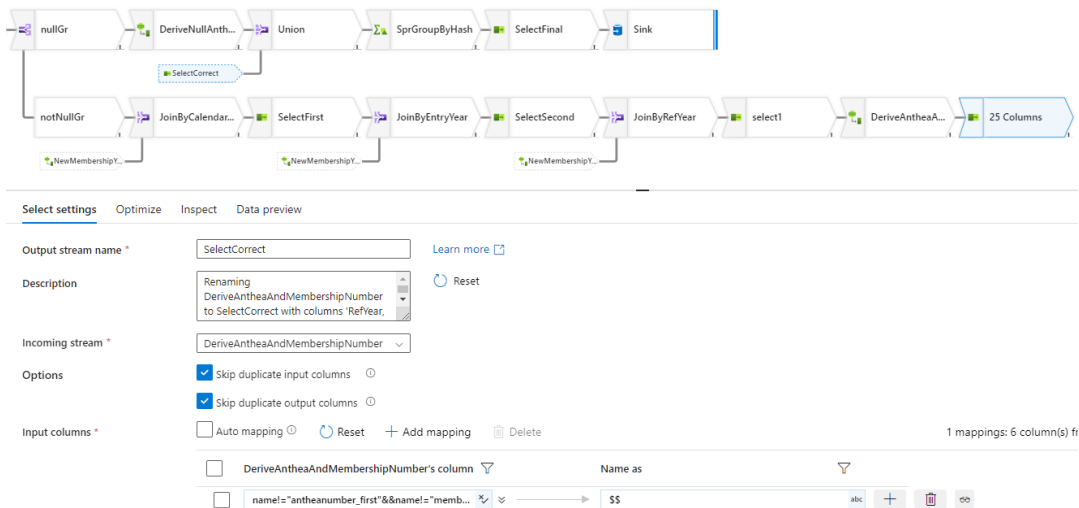 nullGr
DeriveNullAnth...
Union
SprGroupByHash
SelectFinal
Sink
SelectCorrect
notNullGr
JoinByCalendar...
SelectFirst
JoinByEntryYear
SelectSecond
JoinByRefYear
select1
DeriveAntheaA...
25 Columns
NewMembershipY...
NewMembershipY...
NewMembershipY...
Select settings
Optimize
Inspect
Data preview
Output stream name *
SelectCorrect
Learn more
Description
Renaming
DeriveAntheaAndMembershipNumber
to SelectCorrect with columns 'RefYear,
Reset
Incoming stream *
DeriveAntheaAndMembershipNumber
Options
Skip duplicate input columns
Skip duplicate output columns
Input columns *
Auto mapping
Reset
Add mapping
Delete
1 mappings: 6 column(s) fr
DeriveAntheaAndMembershipNumber's column
Name as
name!="antheanumber_first"&&name!="memb...
$$
abc